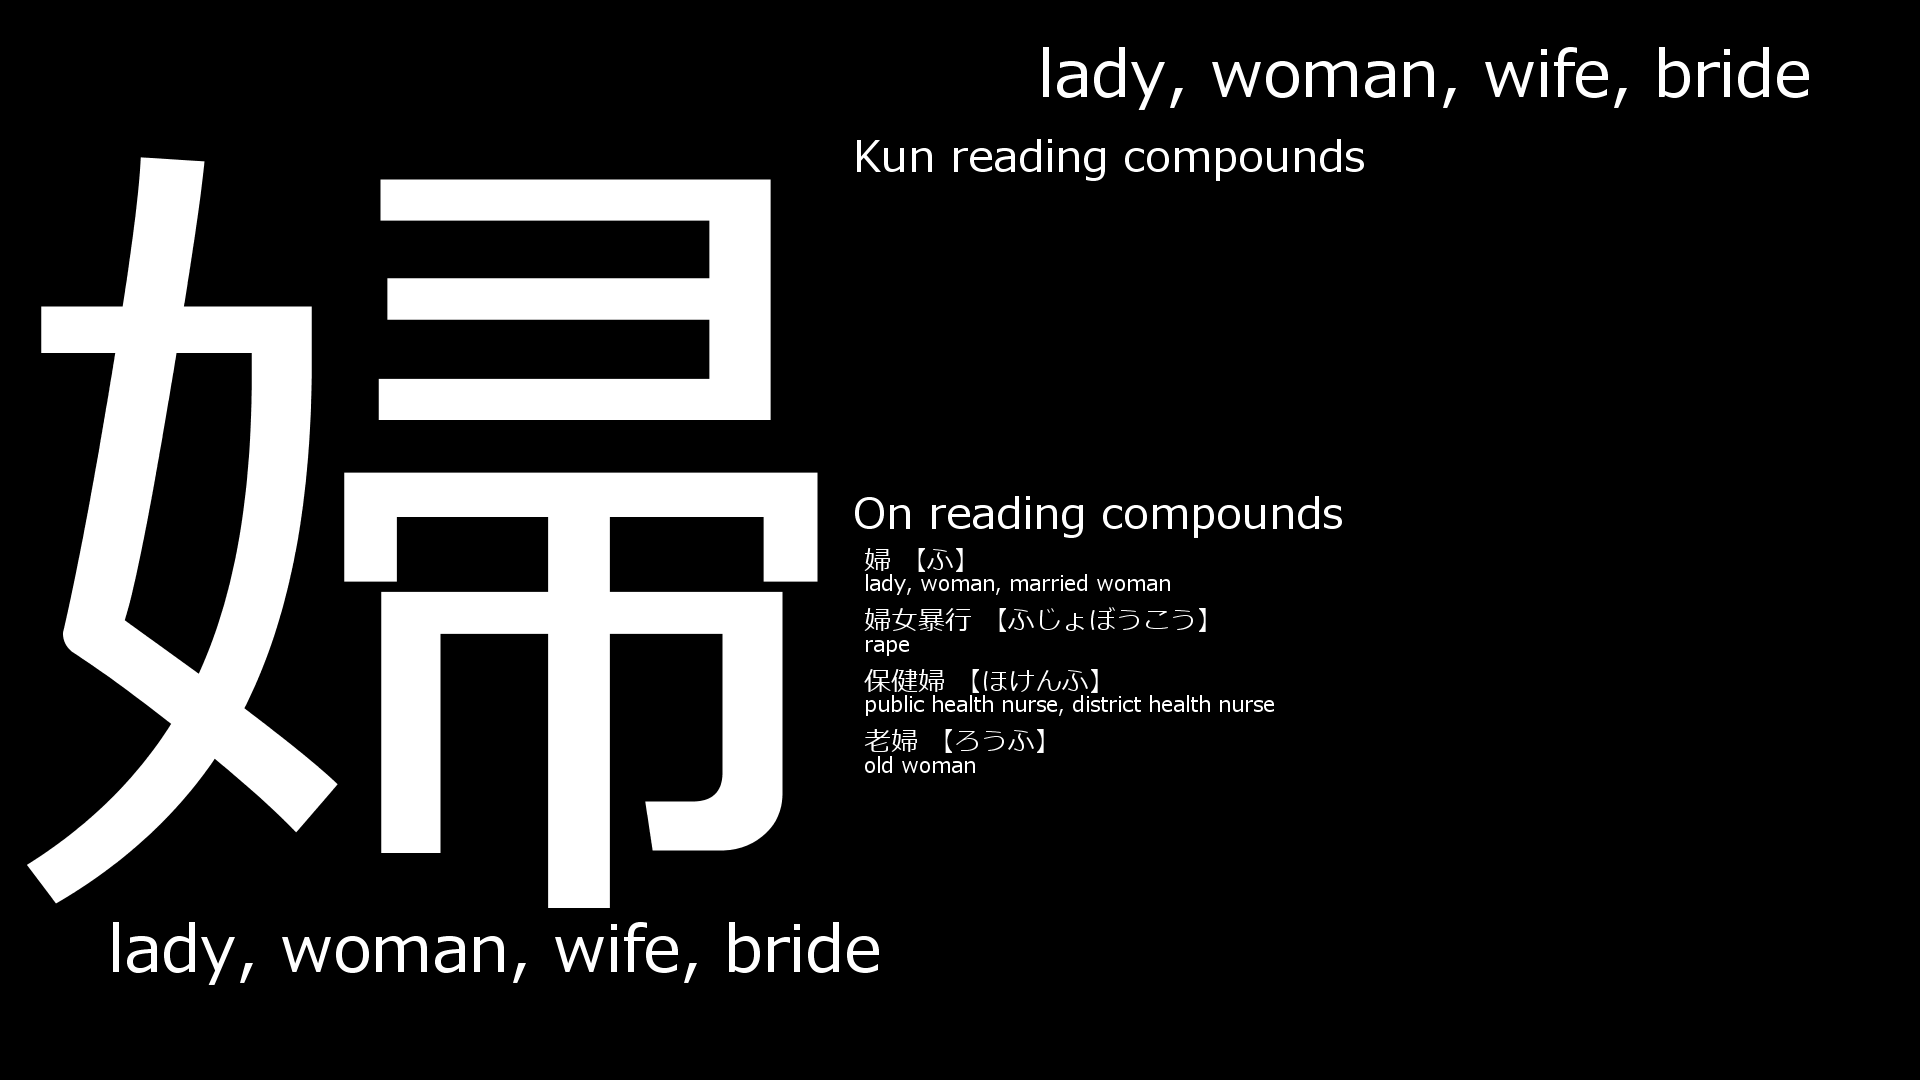 婦
lady, woman, wife, bride
lady, woman, wife, bride
Kun reading compounds
On reading compounds
婦 【ふ】
lady, woman, married woman
婦女暴行 【ふじょぼうこう】
rape
保健婦 【ほけんふ】
public health nurse, district health nurse
老婦 【ろうふ】
old woman